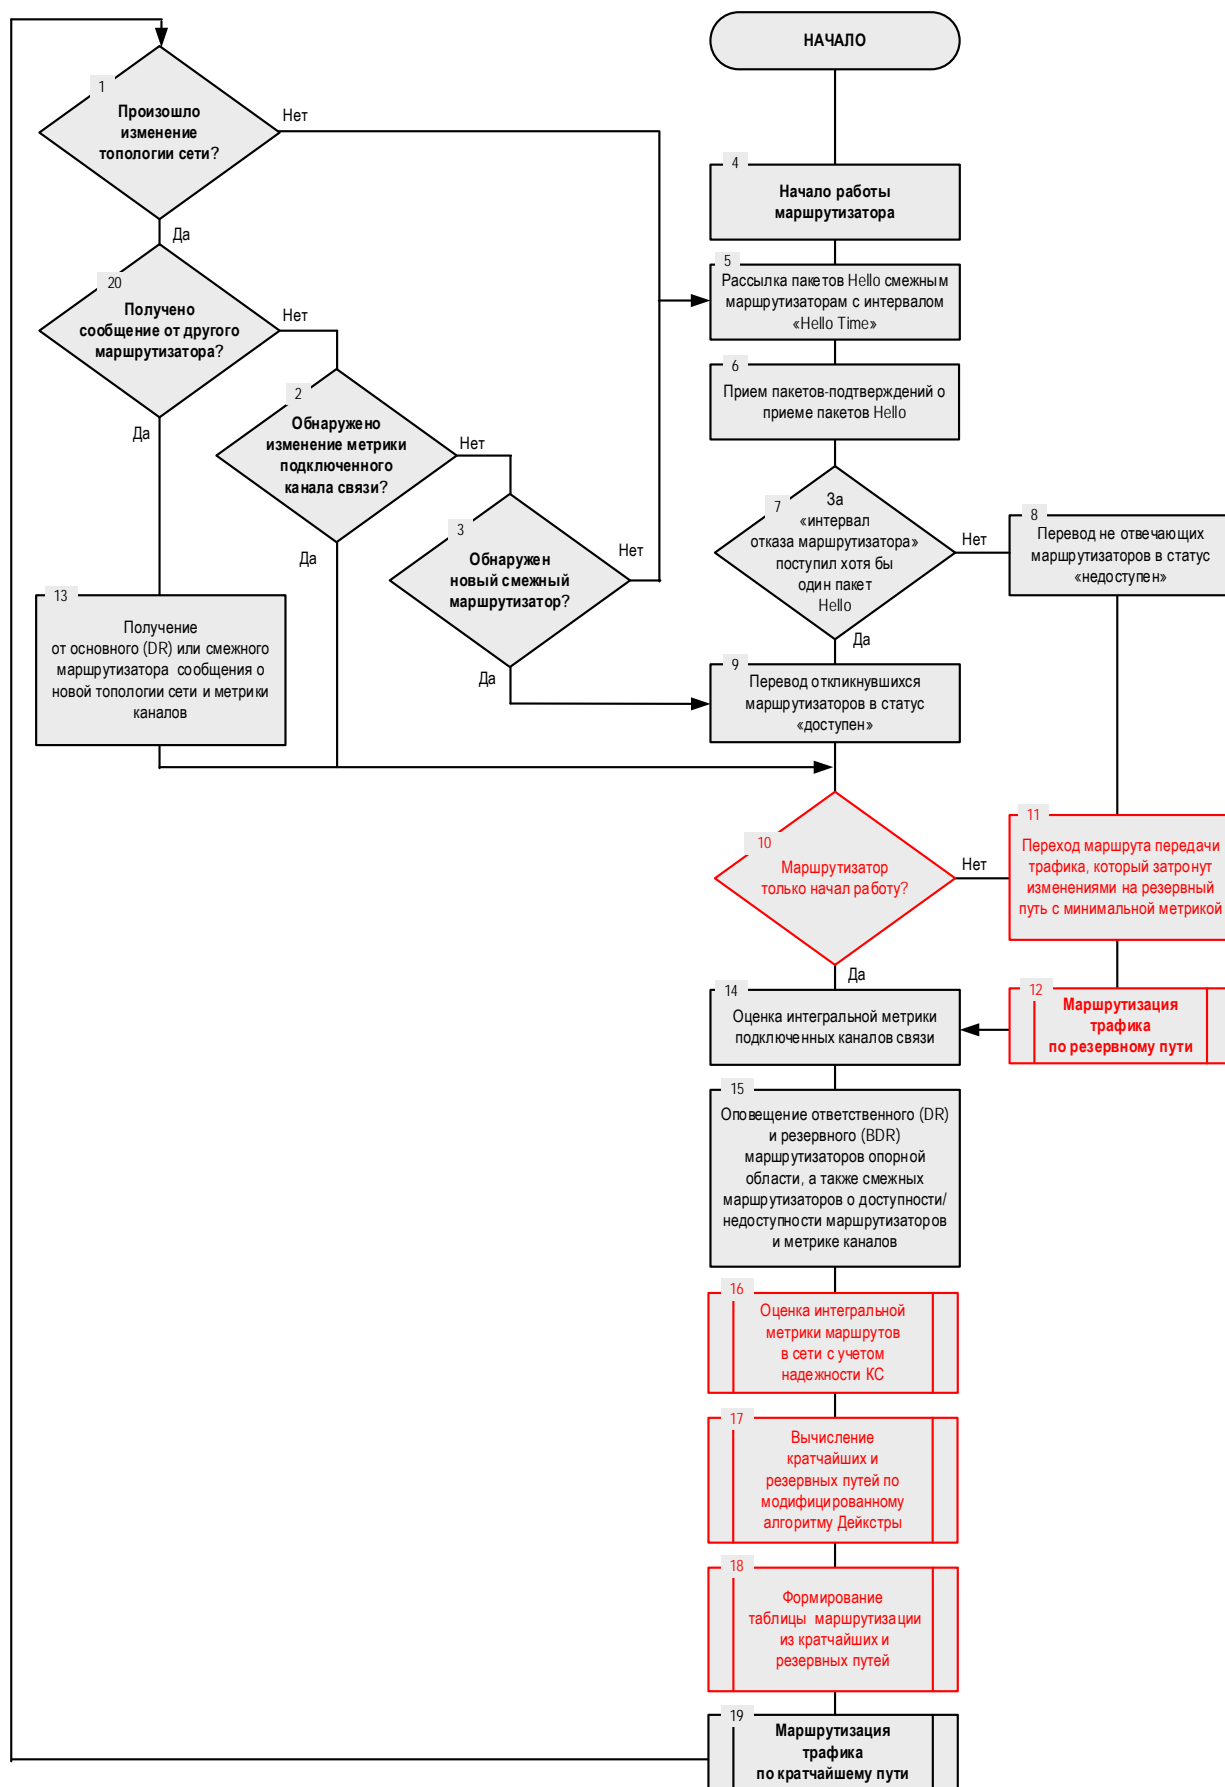 НАЧАЛО
1
Произошло
изменение
топологии сети?
Нет
Да
4
Начало работы
маршрутизатора
20
Получено
сообщение от другого
маршрутизатора?
Нет
Да
5
Рассылка пакетов Hello смежным
маршрутизаторам с интервалом
«Hello Time»
2
Обнаружено
изменение метрики
подключенного
канала связи?
Нет
Да
6
Прием пакетов-подтверждений о
приеме пакетов Hello
3
Обнаружен
новый смежный
маршрутизатор?
Нет
Да
7
За
«интервал
отказа маршрутизатора»
поступил хотя бы
один пакет
Hello
Нет
Да
8
Перевод не отвечающих
маршрутизаторов в статус
«недоступен»
13
Получение
от основного (DR) или смежного
маршрутизатора сообщения о
новой топологии сети и метрики
каналов
9
Перевод откликнувшихся
маршрутизаторов в статус
«доступен»
10
Маршрутизатор
только начал работу?
Нет
Да
11
Переход маршрута передачи
трафика, который затронут
изменениями на резервный
путь с минимальной метрикой
12
Маршрутизация
трафика
по резервному пути
14
Оценка интегральной метрики
подключенных каналов связи
15
Оповещение ответственного (DR)
и резервного (BDR)
маршрутизаторов опорной
области, а также смежных
маршрутизаторов о доступности/
недоступности маршрутизаторов
и метрике каналов
16
Оценка интегральной
метрики маршрутов
в сети с учетом
надежности КС
17
Вычисление
кратчайших и
резервных путей по
модифицированному
алгоритму Дейкстры
18
Формирование
таблицы маршрутизации
из кратчайших и
резервных путей
19
Маршрутизация
трафика
по кратчайшему пути